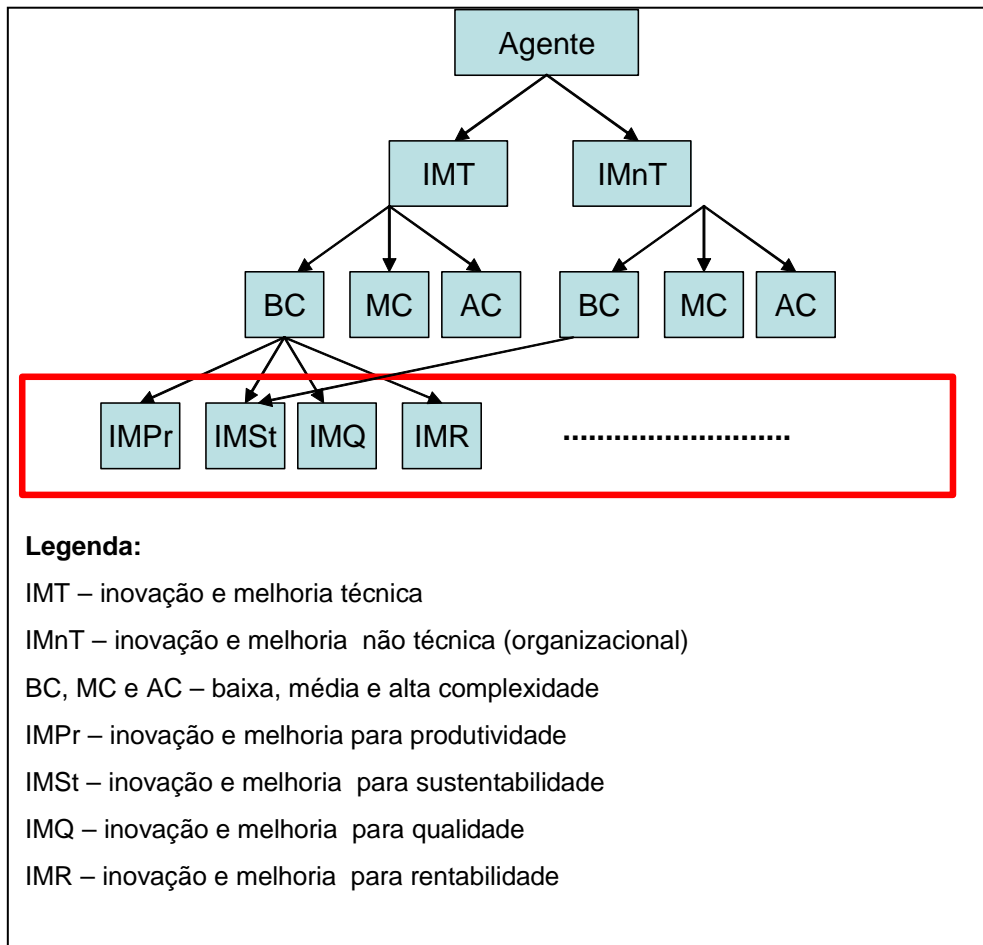 Agente
IMT IMnT
BC MC AC BC MC AC
IMPr IMSt IMQ IMR ...........................
Legenda:
IMT – inovação e melhoria técnica
IMnT – inovação e melhoria não técnica (organizacional)
BC, MC e AC – baixa, média e alta complexidade
IMPr – inovação e melhoria para produtividade
IMSt – inovação e melhoria para sustentabilidade
IMQ – inovação e melhoria para qualidade
IMR – inovação e melhoria para rentabilidade